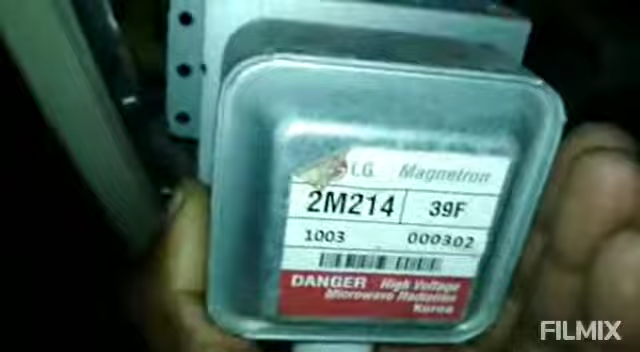 LG Magnetron
2M214 39F
1003 000302
DANGER High Voltage
Microwave Radiation
Korea
FILMIX